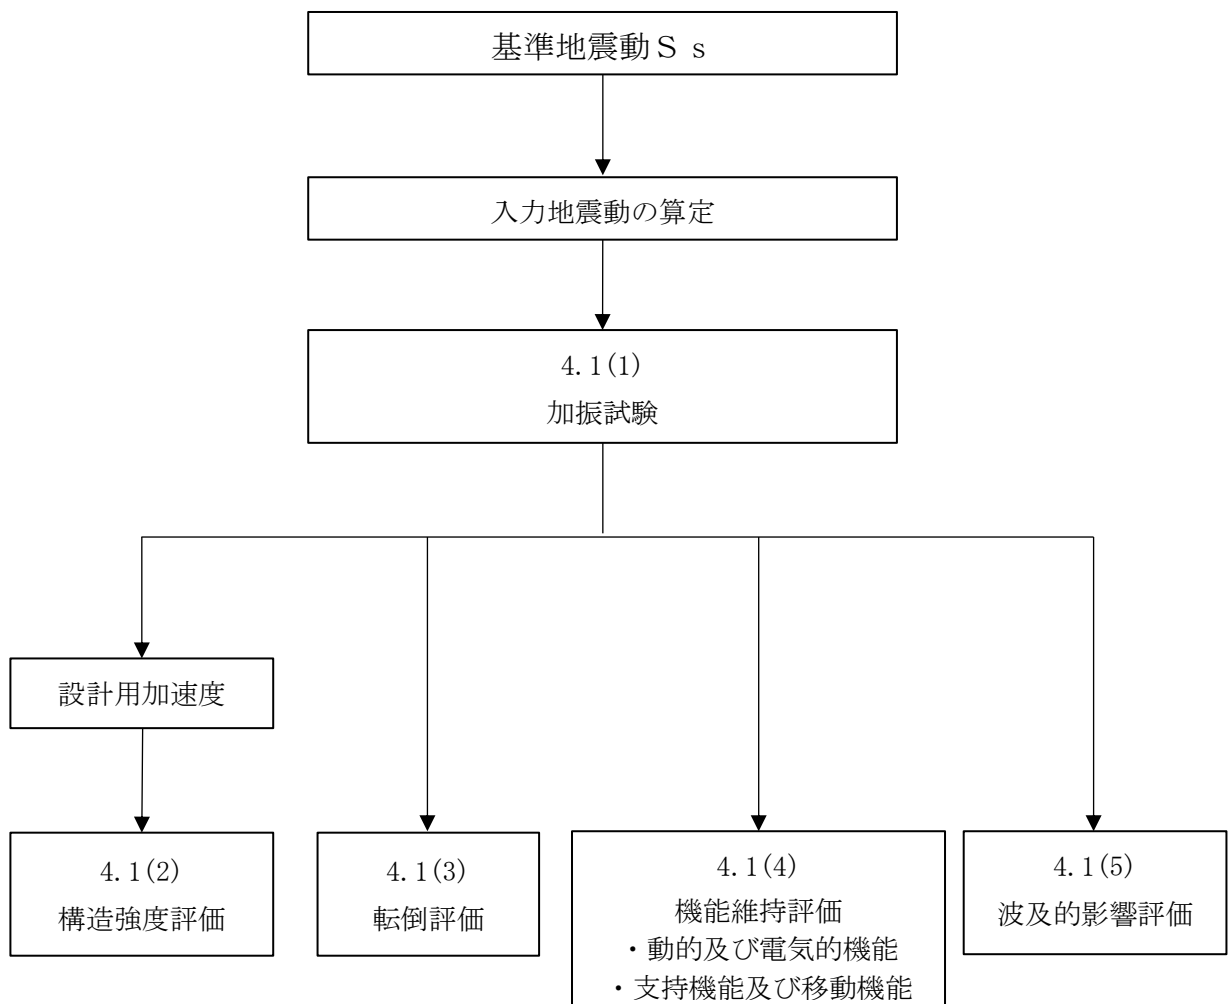 基準地震動Ｓｓ
入力地震動の算定
4.1(1)
加振試験
設計用加速度
4.1(2)
構造強度評価
4.1(3)
転倒評価
4.1(4)
機能維持評価
・動的及び電気的機能
・支持機能及び移動機能
4.1(5)
波及的影響評価